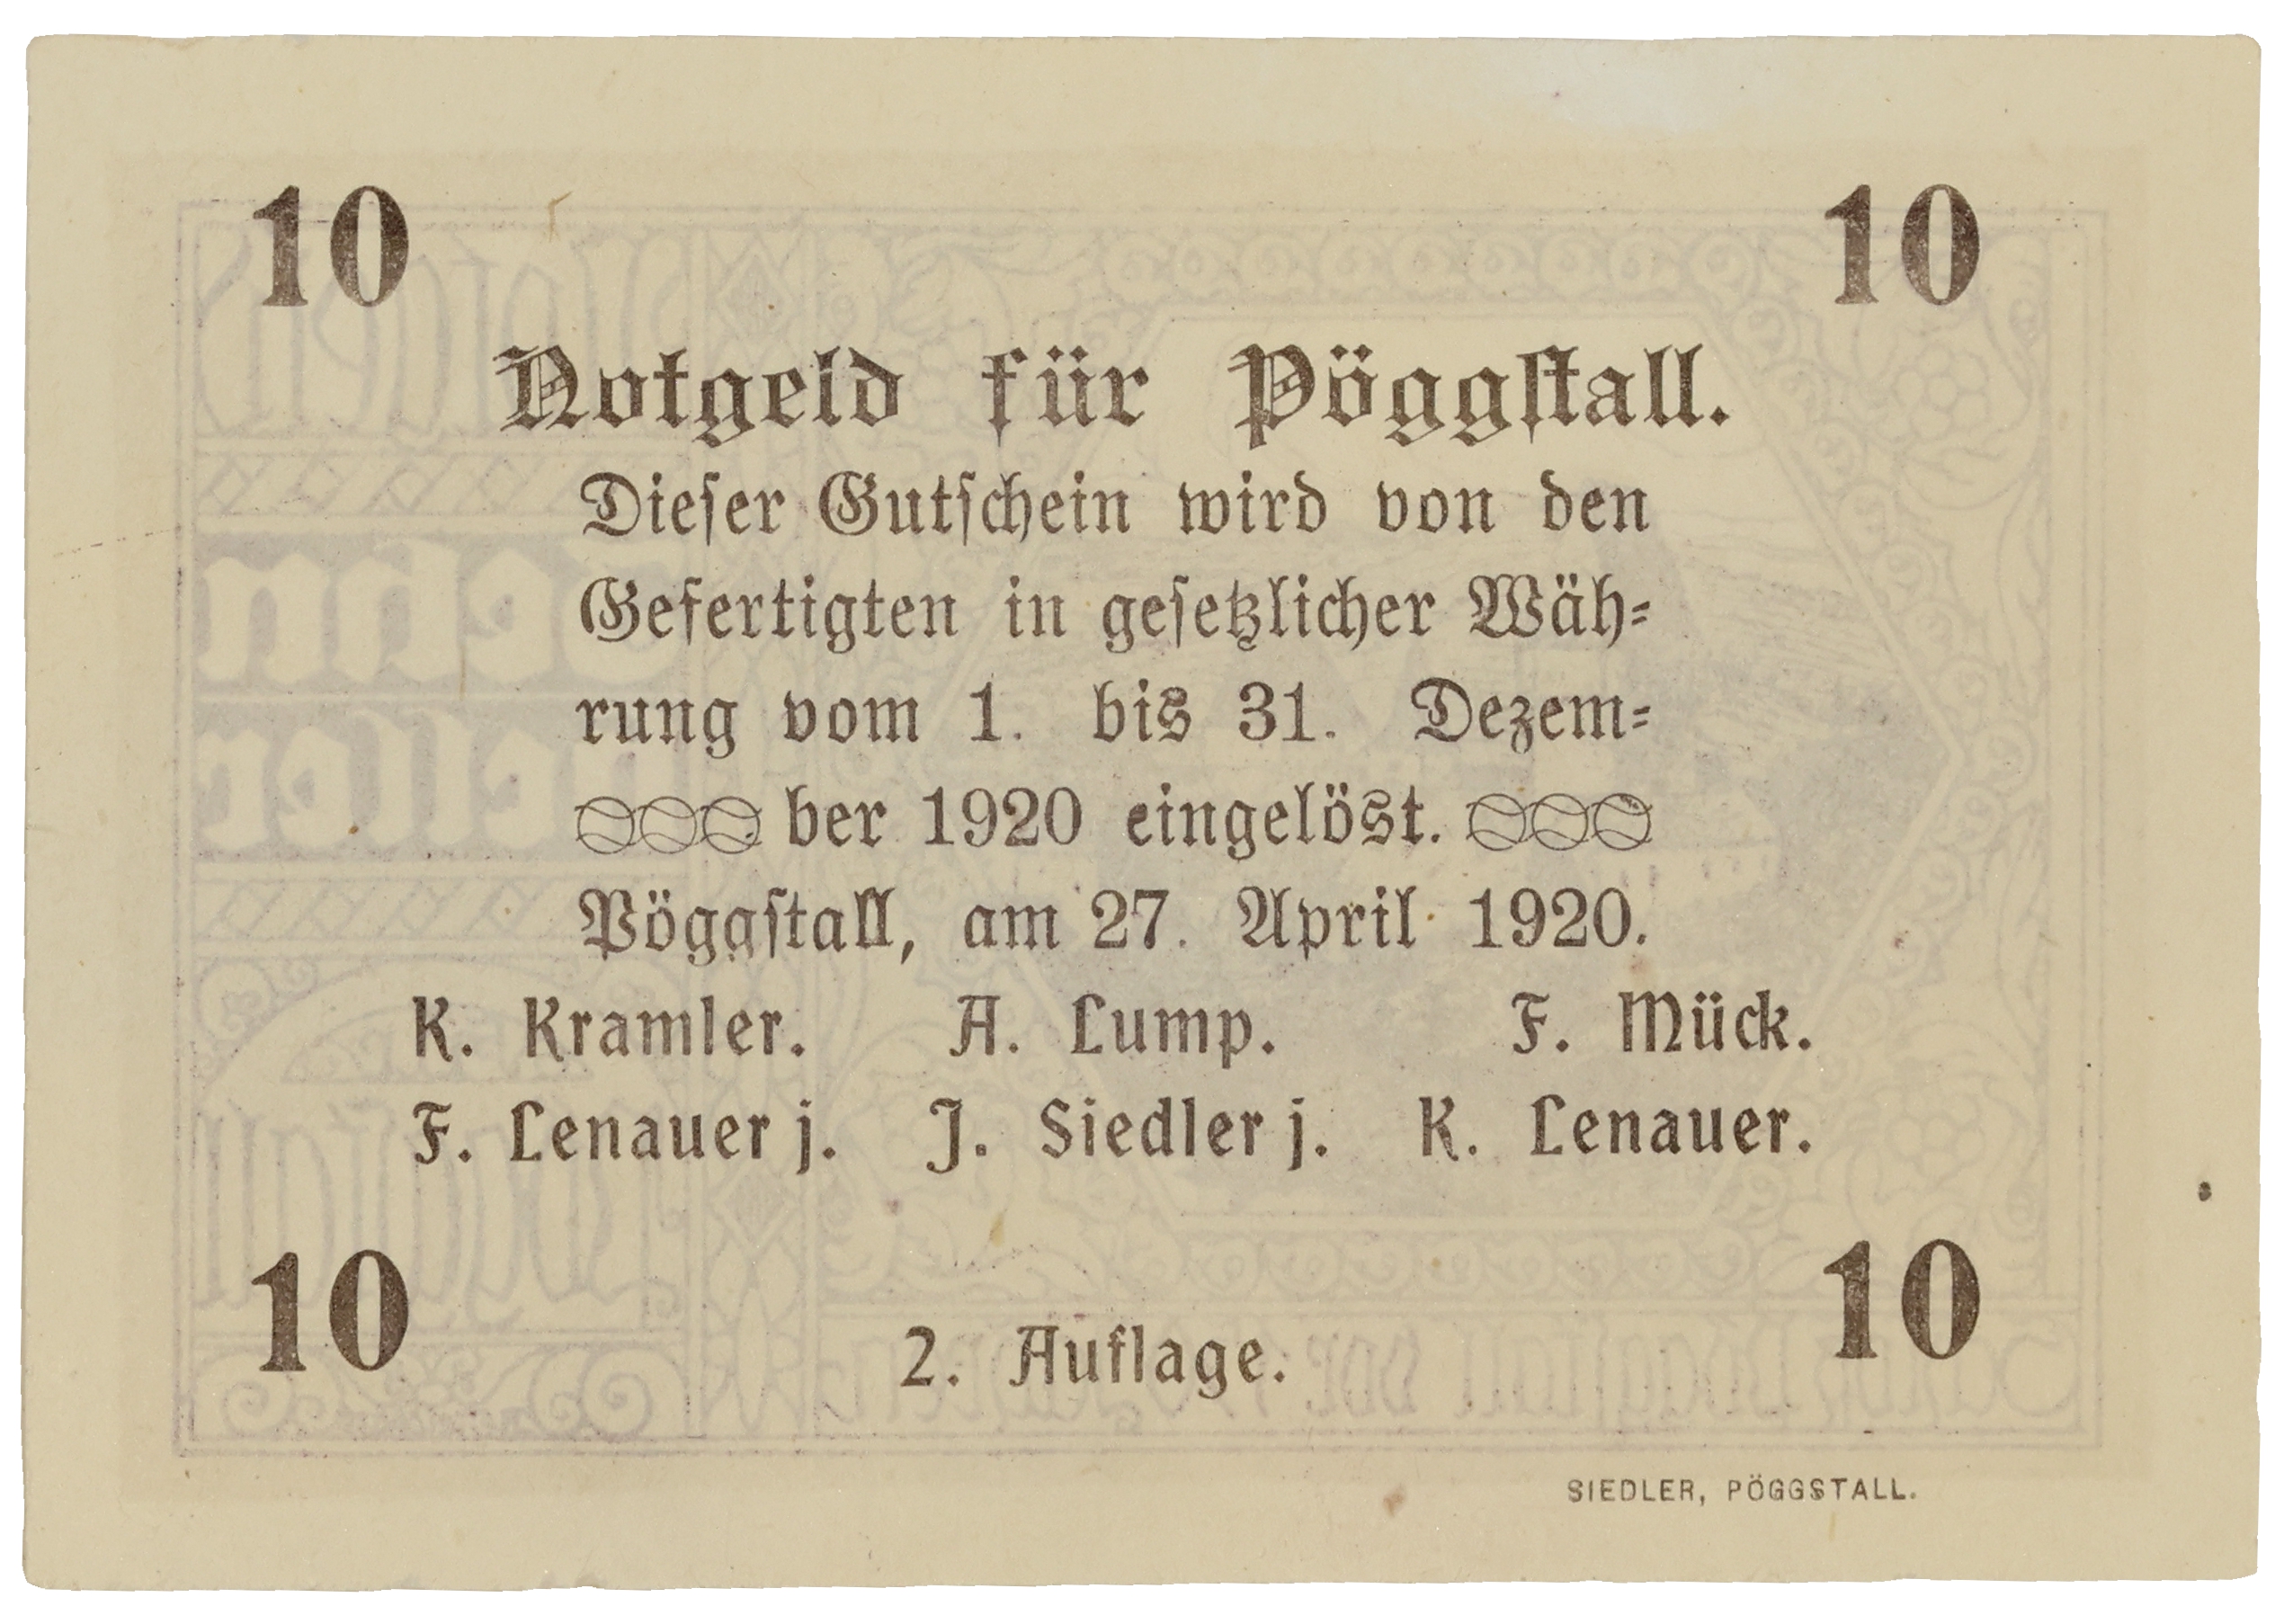 10 10
Notgeld für Pöggstall.
Dieser Gutschein wird von den
Gefertigten in gesetzlicher Wäh-
rung vom 1. bis 31. Dezem-
ber 1920 eingelöst.
Pöggstall, am 27. April 1920.
K. Kramler. A. Lump. F. Mück.
F. Lenauer j. J. Siedler j. K. Lenauer.
10 10
2. Auflage.
SIEDLER, PÖGGSTALL.